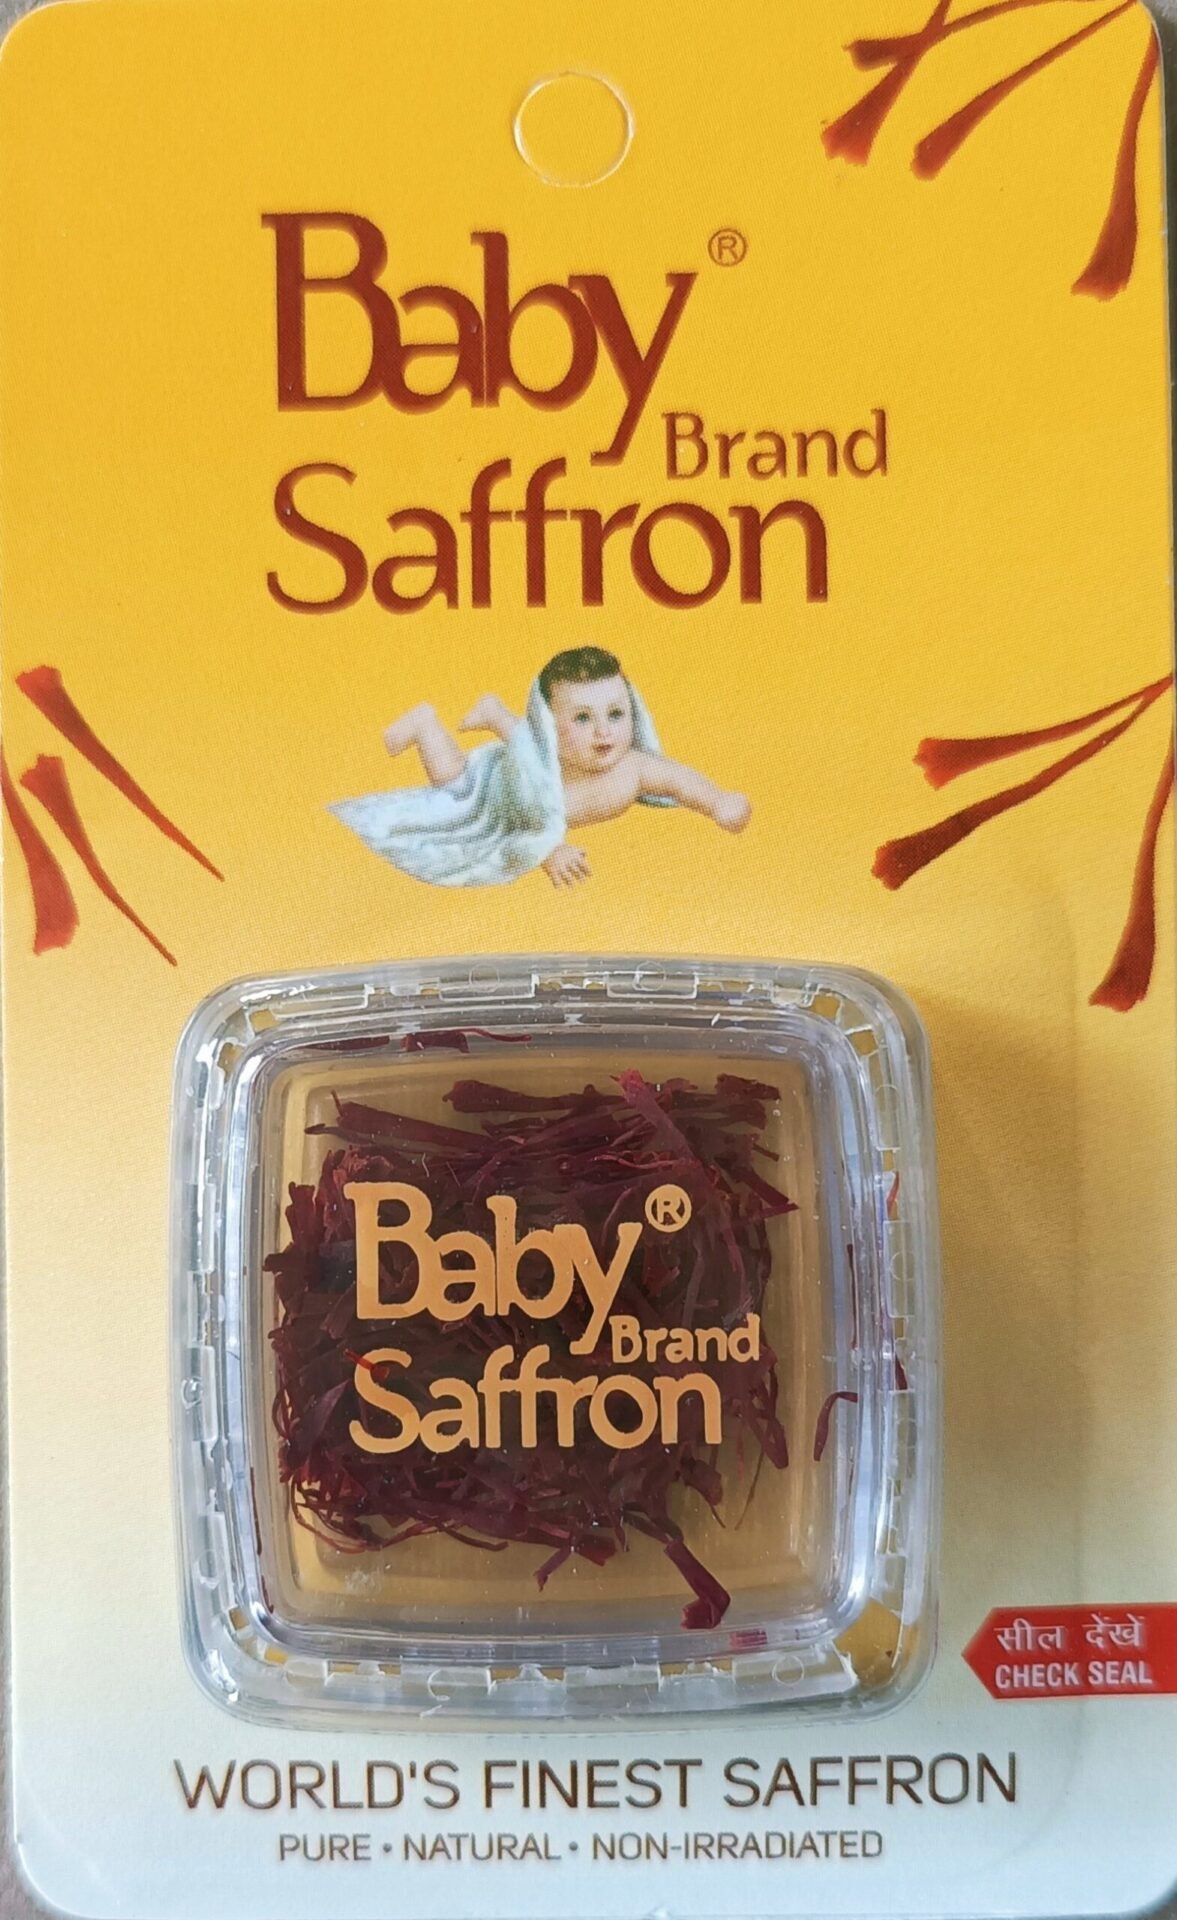 Baby®
Brand
Saffron
Baby®
Brand
Saffron
सील देखें
CHECK SEAL
WORLD'S FINEST SAFFRON
PURE • NATURAL • NON-IRRADIATED